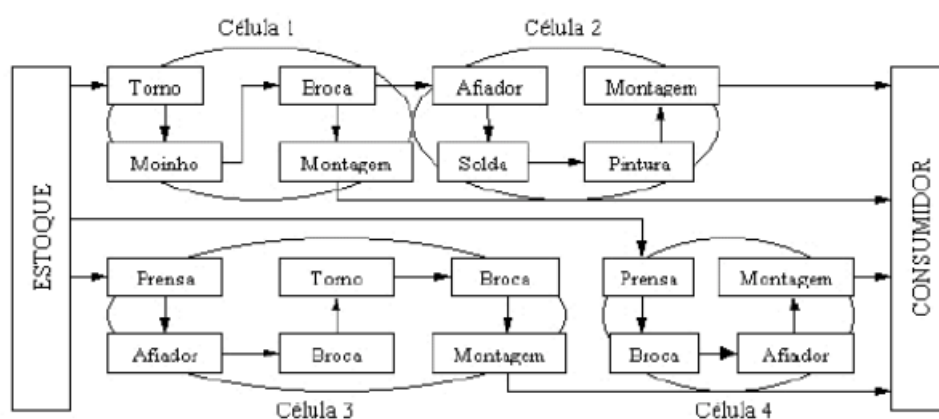 Célula 1
Célula 2
ESTOQUE
Torno
Broca
Afiador
Montagem
Moinho
Montagem
Solda
Pintura
Prensa
Torno
Broca
Prensa
Montagem
Afiador
Broca
Montagem
Broca
Afiador
Célula 3
Célula 4
CONSUMIDOR